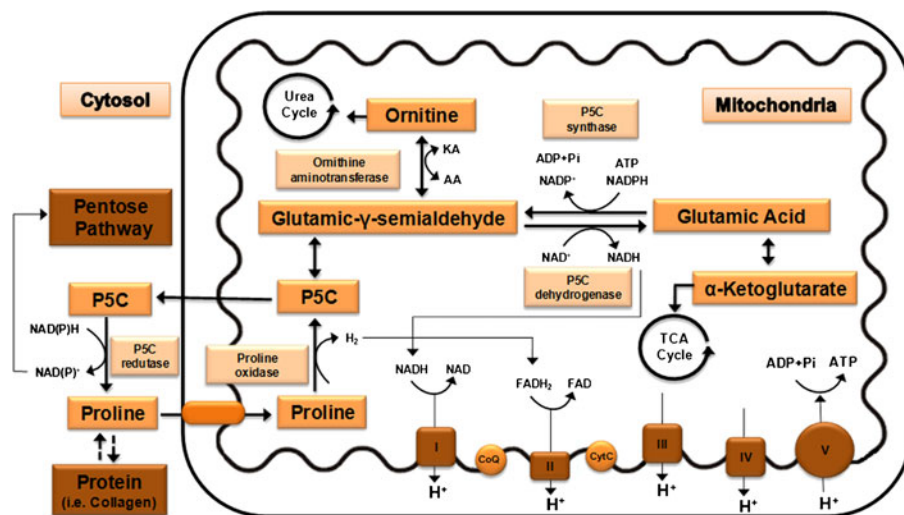 Cytosol
Mitochondria
Urea
Cycle
Ornitine
P5C
synthase
Ornithine
aminotransferase
KA
AA
ADP+Pi
ATP
NADP⁺
NADPH
Pentose
Pathway
Glutamic-γ-semialdehyde
Glutamic Acid
NAD⁺
NADH
P5C
dehydrogenase
P5C
P5C
α-Ketoglutarate
NAD(P)H
P5C
redutase
NAD(P)⁺
Proline
oxidase
H₂
TCA
Cycle
NADH
NAD
FADH₂
FAD
ADP+Pi
ATP
Proline
Proline
I
CoQ
II
CytC
III
IV
V
Protein
(i.e. Collagen)
H⁺
H⁺
H⁺
H⁺
H⁺